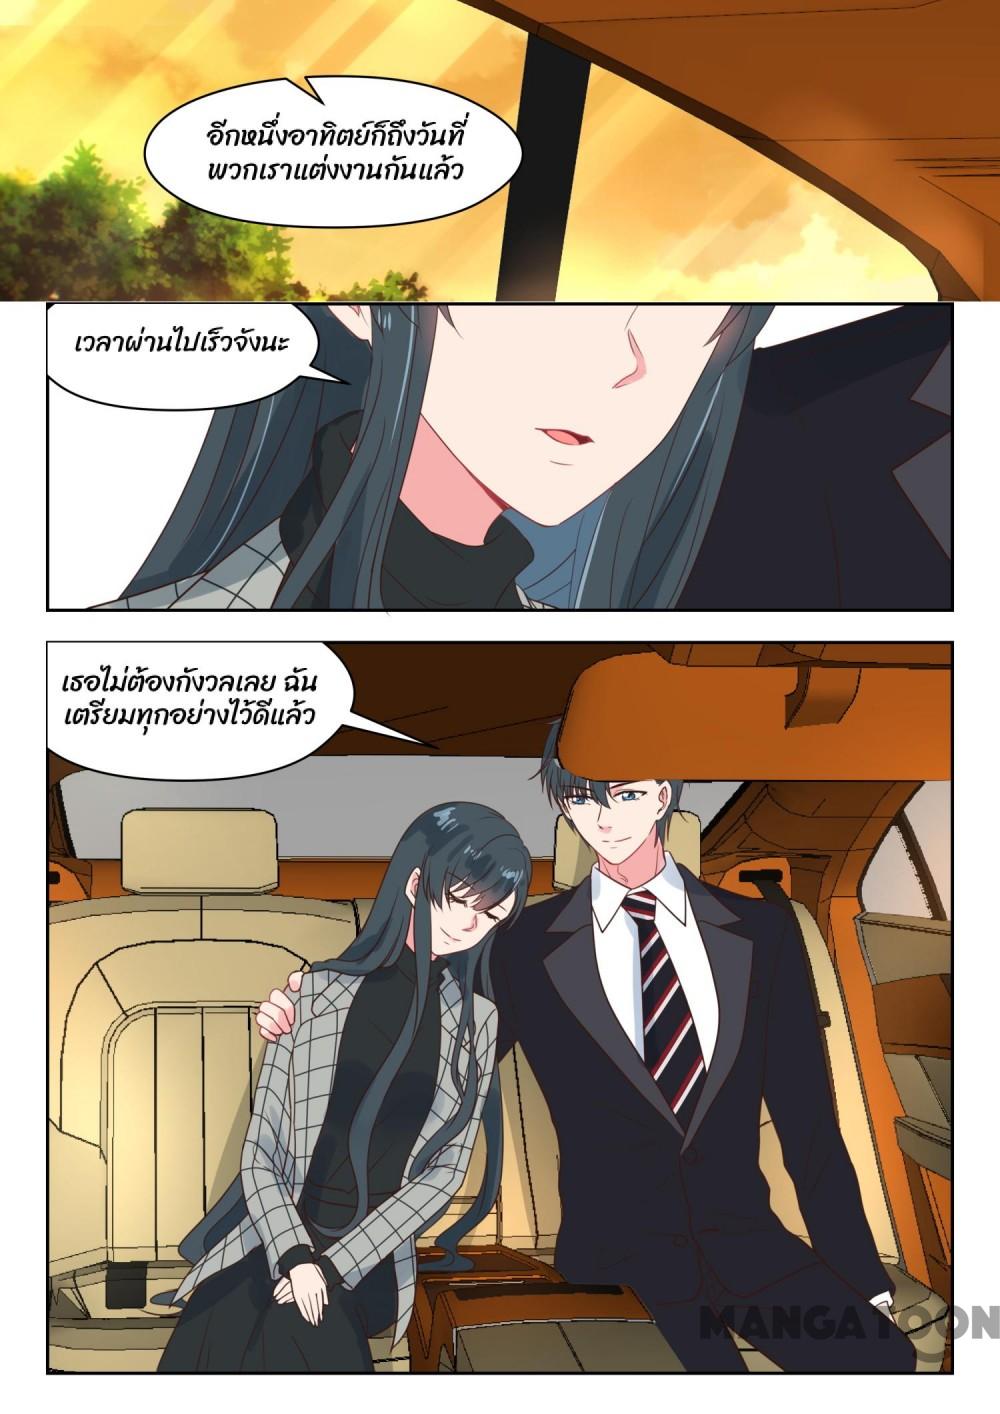 อีกหนึ่งอาทิตย์ก็ถึงวันที่
พวกเราแต่งงานกันแล้ว
เวลาผ่านไปเร็วจังนะ
เธอไม่ต้องกังวลเลย ฉัน
เตรียมทุกอย่างไว้ดีแล้ว
MANGATOON